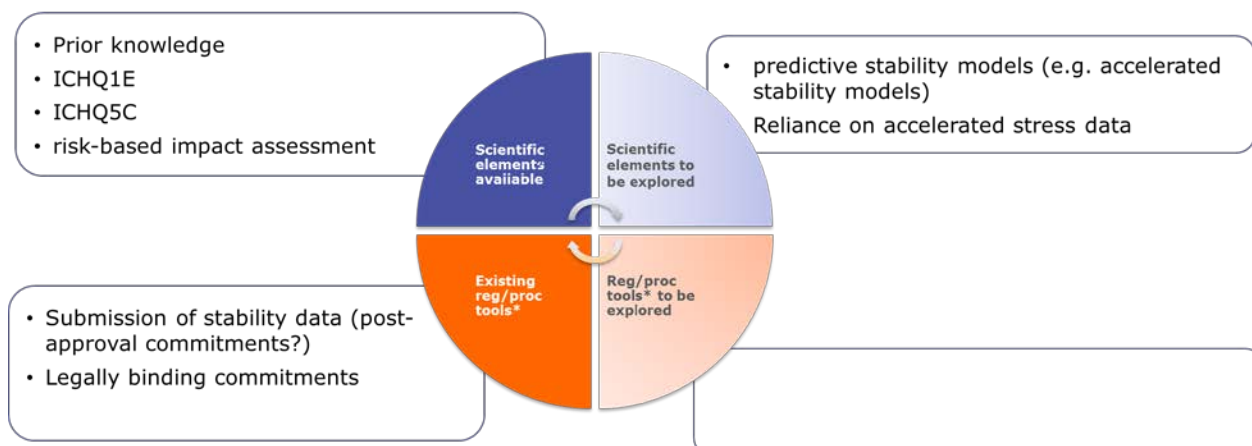 • Prior knowledge
• ICHQ1E
• ICHQ5C
• risk-based impact assessment
• predictive stability models (e.g. accelerated
stability models)
Reliance on accelerated stress data
Scientific
elements
avaiiable
Scientific
elements to
be explored
Existing
reg/proc
tools*
Reg/proc
tools* to be
explored
• Submission of stability data (post-
approval commitments?)
• Legally binding commitments